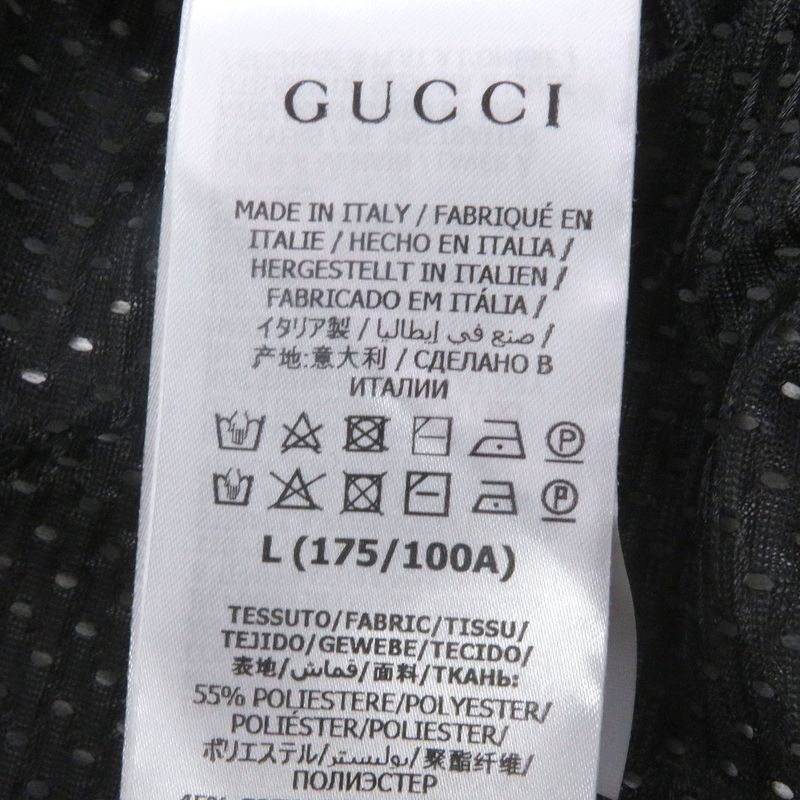 GUCCI
MADE IN ITALY / FABRIQUÉ EN
ITALIE / HECHO EN ITALIA /
HERGESTELLT IN ITALIEN /
FABRICADO EM ITÁLIA /
イタリア製 / صنع في إيطاليا /
产地:意大利 / СДЕЛАНО В
ИТАЛИИ
P
P
L (175/100A)
TESSUTO/FABRIC/TISSU/
TEJIDO/GEWEBE/TECIDO/
表地/قماش/面料/ТКАНЬ:
55% POLIESTERE/POLYESTER/
POLIÉSTER/POLIESTER/
ポリエステル/بوليستر/聚酯纤维/
ПОЛИЭСТЕР